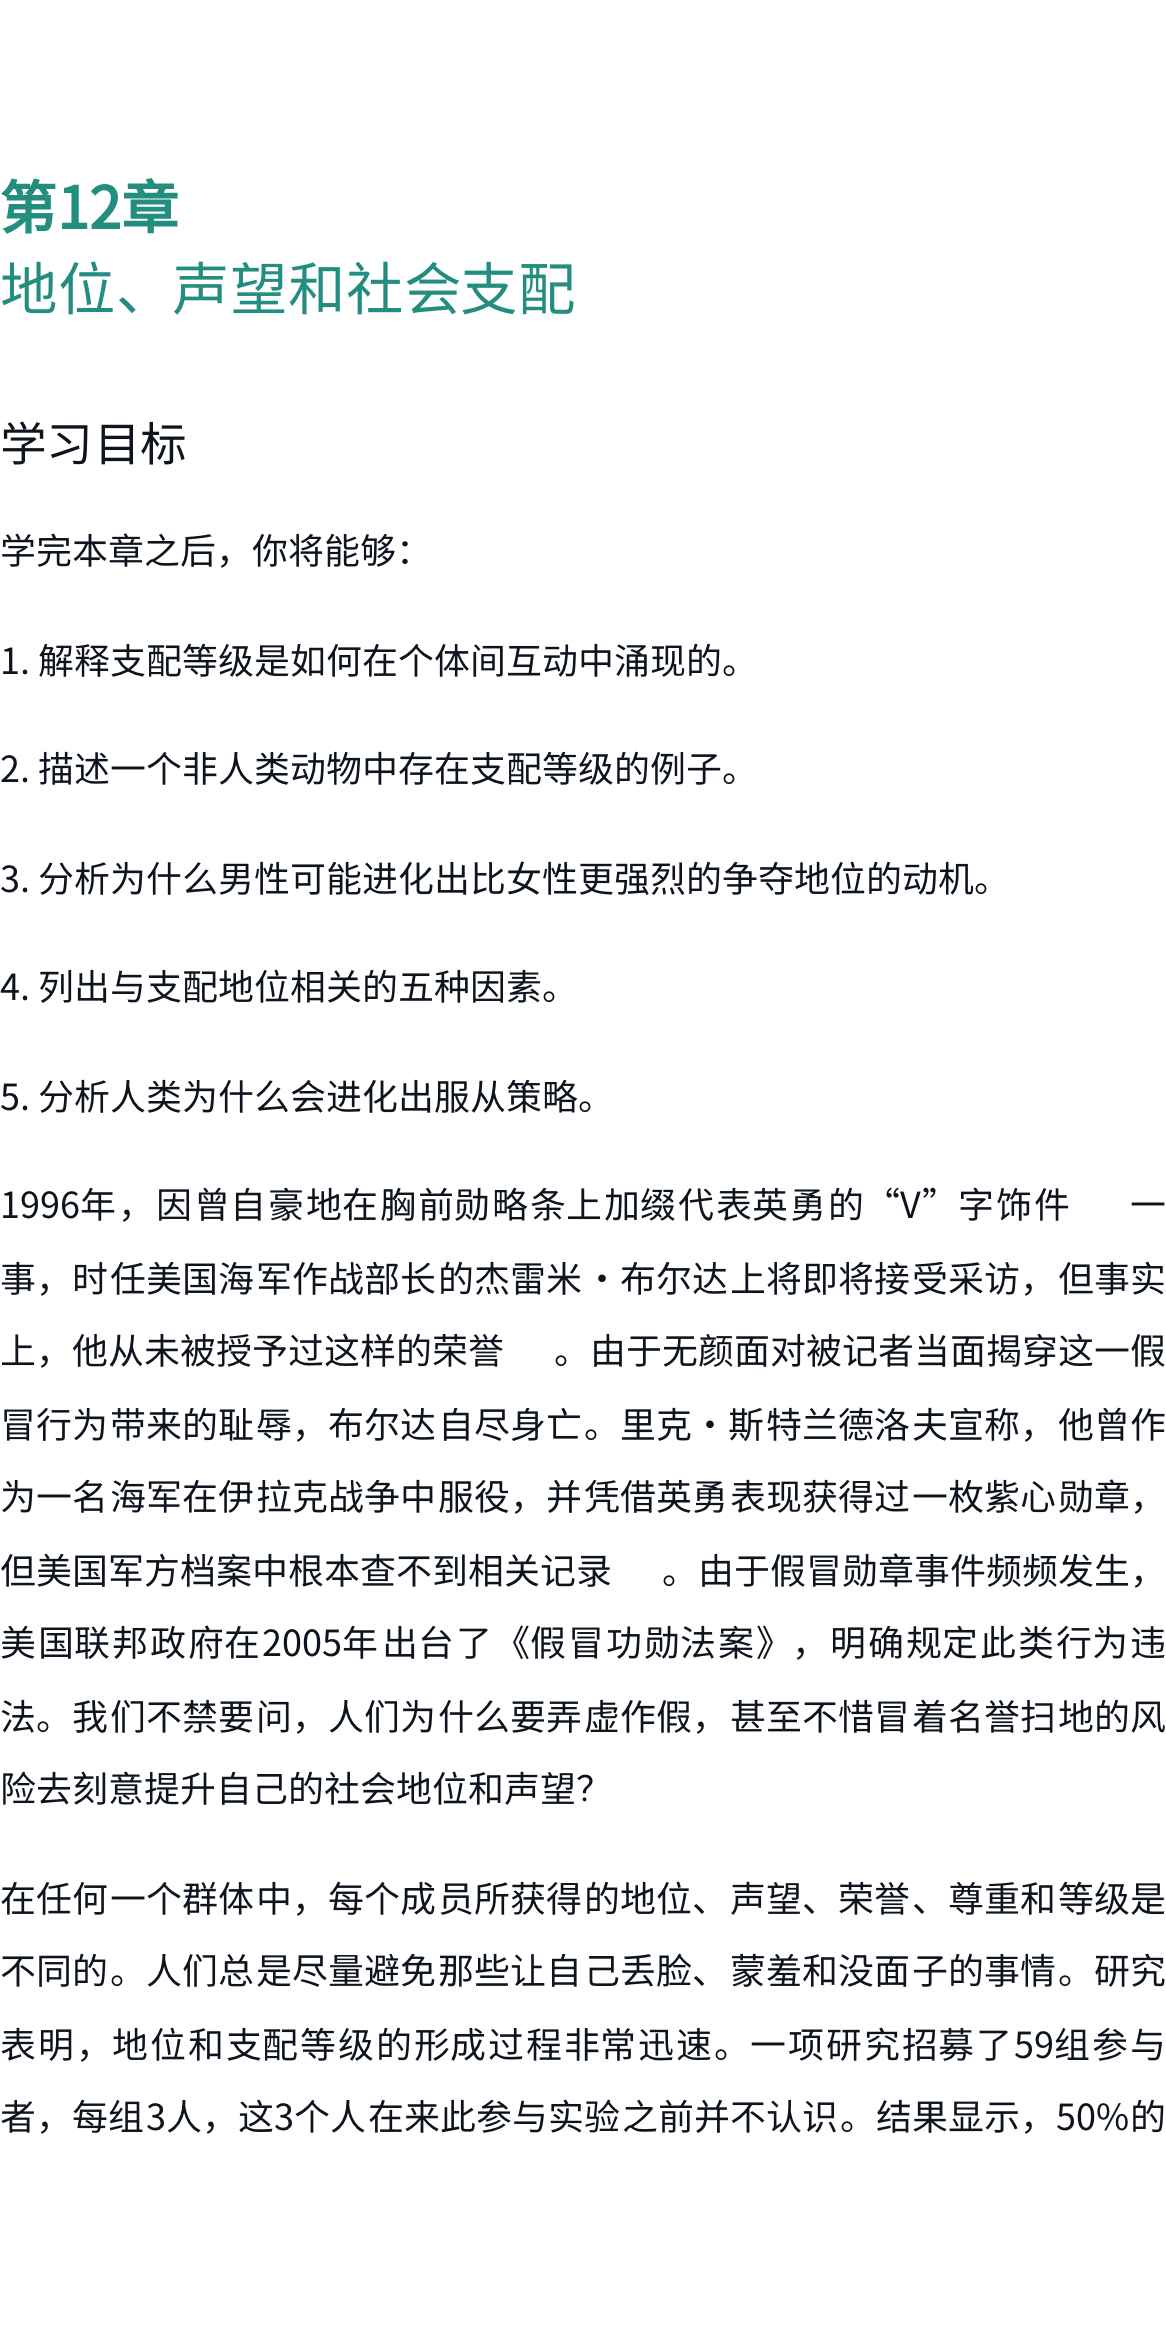 第12章
地位、声望和社会支配
学习目标
学完本章之后，你将能够：
1. 解释支配等级是如何在个体间互动中涌现的。
2. 描述一个非人类动物中存在支配等级的例子。
3. 分析为什么男性可能进化出比女性更强烈的争夺地位的动机。
4. 列出与支配地位相关的五种因素。
5. 分析人类为什么会进化出服从策略。
1996年，因曾自豪地在胸前勋略条上加缀代表英勇的“V”字饰件 一
事，时任美国海军作战部长的杰雷米·布尔达上将即将接受采访，但事实
上，他从未被授予过这样的荣誉 。由于无颜面对被记者当面揭穿这一假
冒行为带来的耻辱，布尔达自尽身亡。里克·斯特兰德洛夫宣称，他曾作
为一名海军在伊拉克战争中服役，并凭借英勇表现获得过一枚紫心勋章，
但美国军方档案中根本查不到相关记录 。由于假冒勋章事件频频发生，
美国联邦政府在2005年出台了《假冒功勋法案》，明确规定此类行为违
法。我们不禁要问，人们为什么要弄虚作假，甚至不惜冒着名誉扫地的风
险去刻意提升自己的社会地位和声望？
在任何一个群体中，每个成员所获得的地位、声望、荣誉、尊重和等级是
不同的。人们总是尽量避免那些让自己丢脸、蒙羞和没面子的事情。研究
表明，地位和支配等级的形成过程非常迅速。一项研究招募了59组参与
者，每组3人，这3个人在来此参与实验之前并不认识。结果显示，50%的